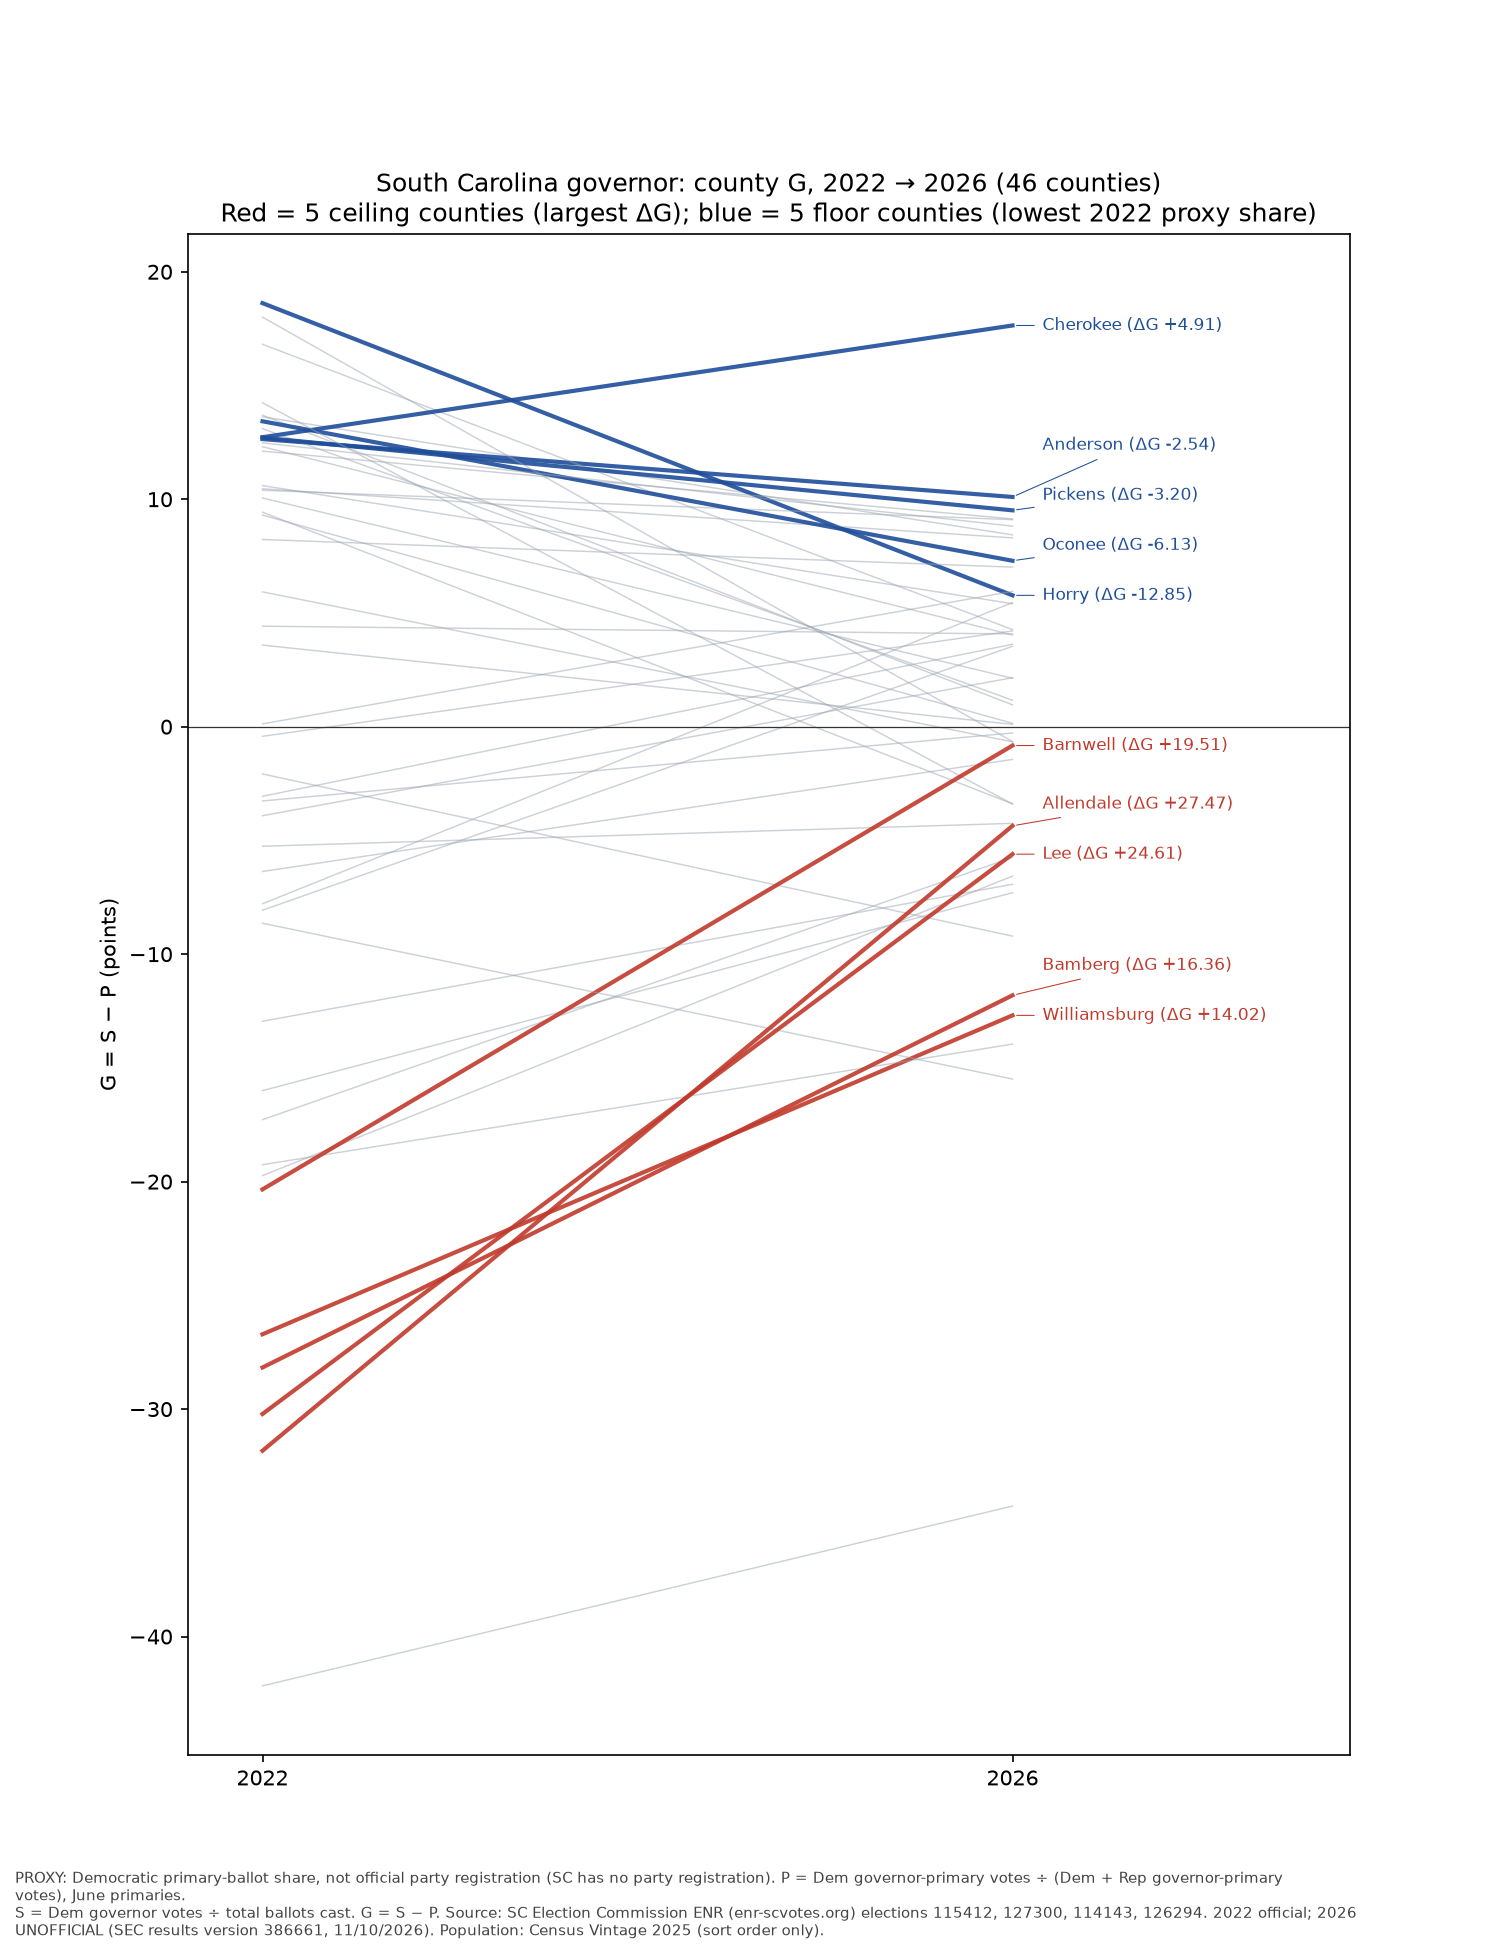 South Carolina governor: county G, 2022 → 2026 (46 counties)
Red = 5 ceiling counties (largest ΔG); blue = 5 floor counties (lowest 2022 proxy share)
20
10
0
−10
−20
−30
−40
G = S − P (points)
Cherokee (ΔG +4.91)
Anderson (ΔG -2.54)
Pickens (ΔG -3.20)
Oconee (ΔG -6.13)
Horry (ΔG -12.85)
Barnwell (ΔG +19.51)
Allendale (ΔG +27.47)
Lee (ΔG +24.61)
Bamberg (ΔG +16.36)
Williamsburg (ΔG +14.02)
2022
2026
PROXY: Democratic primary-ballot share, not official party registration (SC has no party registration). P = Dem governor-primary votes ÷ (Dem + Rep governor-primary
votes), June primaries.
S = Dem governor votes ÷ total ballots cast. G = S − P. Source: SC Election Commission ENR (enr-scvotes.org) elections 115412, 127300, 114143, 126294. 2022 official; 2026
UNOFFICIAL (SEC results version 386661, 11/10/2026). Population: Census Vintage 2025 (sort order only).